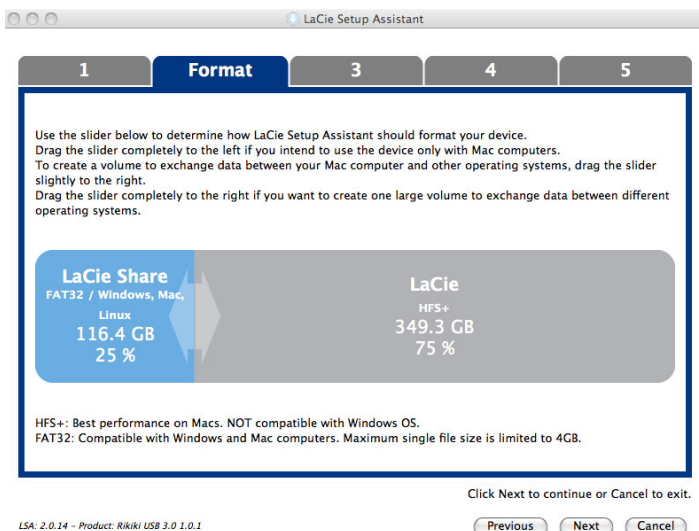 LaCie Setup Assistant
1
Format
3
4
5
Use the slider below to determine how LaCie Setup Assistant should format your device.
Drag the slider completely to the left if you intend to use the device only with Mac computers.
To create a volume to exchange data between your Mac computer and other operating systems, drag the slider
slightly to the right.
Drag the slider completely to the right if you want to create one large volume to exchange data between different
operating systems.
LaCie Share
FAT32 / Windows, Mac,
Linux
116.4 GB
25 %
LaCie
HFS+
349.3 GB
75 %
HFS+: Best performance on Macs. NOT compatible with Windows OS.
FAT32: Compatible with Windows and Mac computers. Maximum single file size is limited to 4GB.
Click Next to continue or Cancel to exit.
LSA: 2.0.14 – Product: Rikiki USB 3.0 1.0.1
Previous
Next
Cancel